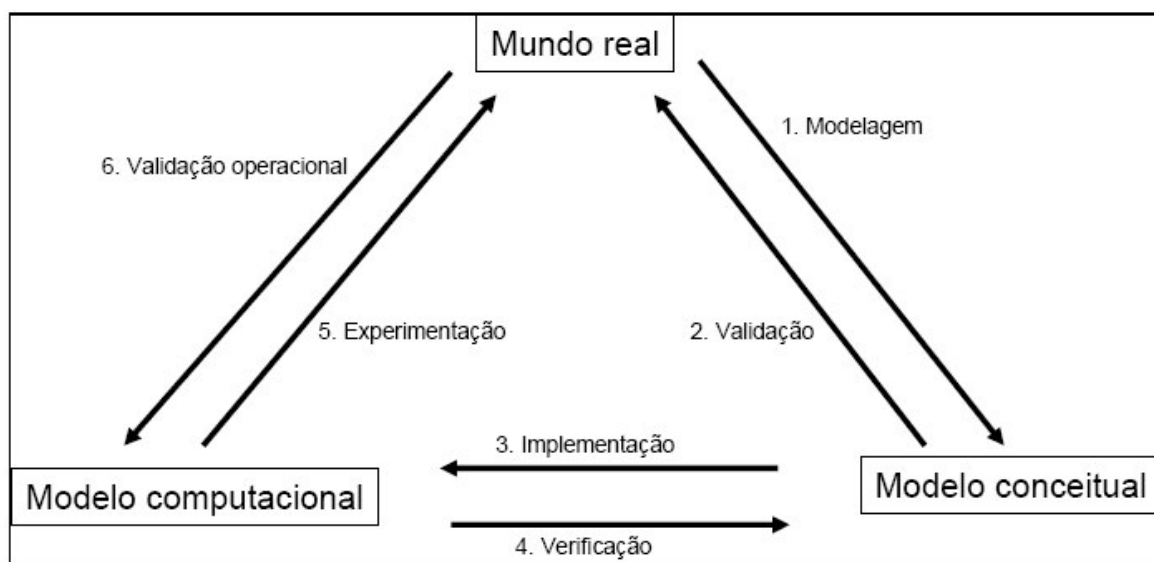 Mundo real
1. Modelagem
6. Validação operacional
5. Experimentação
2. Validação
3. Implementação
Modelo computacional
Modelo conceitual
4. Verificação